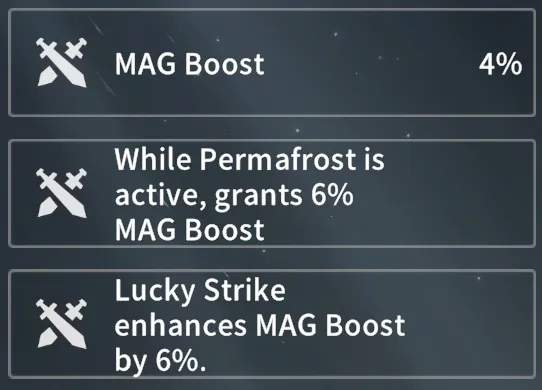 MAG Boost 4%
While Permafrost is
active, grants 6%
MAG Boost
Lucky Strike
enhances MAG Boost
by 6%.